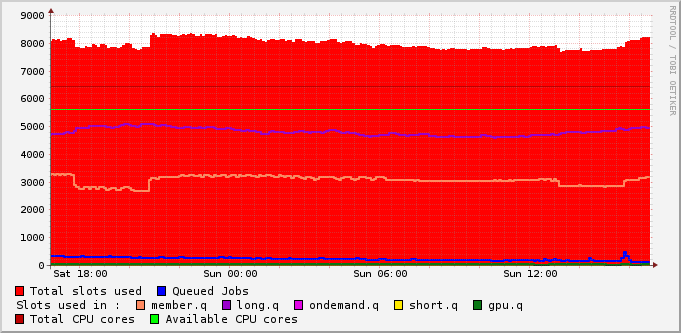 9000
8000
7000
6000
5000
4000
3000
2000
1000
0
Sat 18:00 Sun 00:00 Sun 06:00 Sun 12:00
Total slots used Queued Jobs
Slots used in : member.q long.q ondemand.q short.q gpu.q
Total CPU cores Available CPU cores
RRDTOOL / TOBI OETIKER